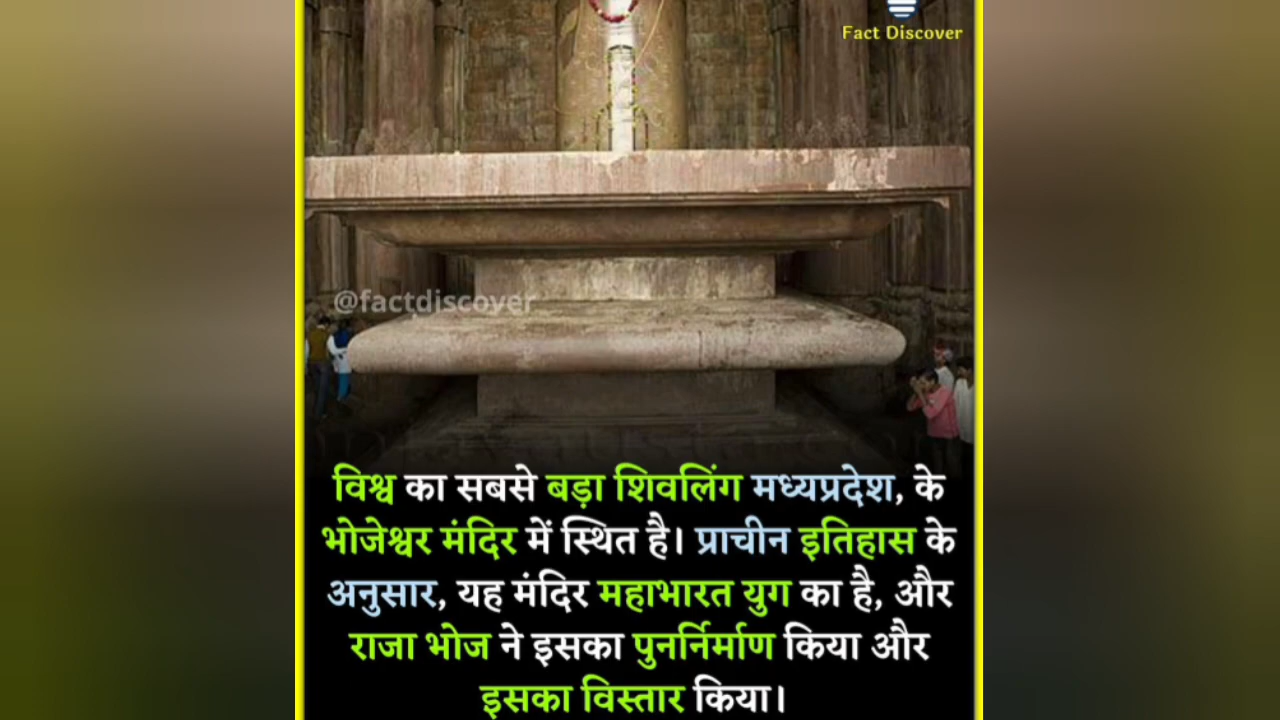 Fact Discover
@factdiscover
विश्व का सबसे बड़ा शिवलिंग मध्यप्रदेश, के
भोजेश्वर मंदिर में स्थित है। प्राचीन इतिहास के
अनुसार, यह मंदिर महाभारत युग का है, और
राजा भोज ने इसका पुनर्निर्माण किया और
इसका विस्तार किया।